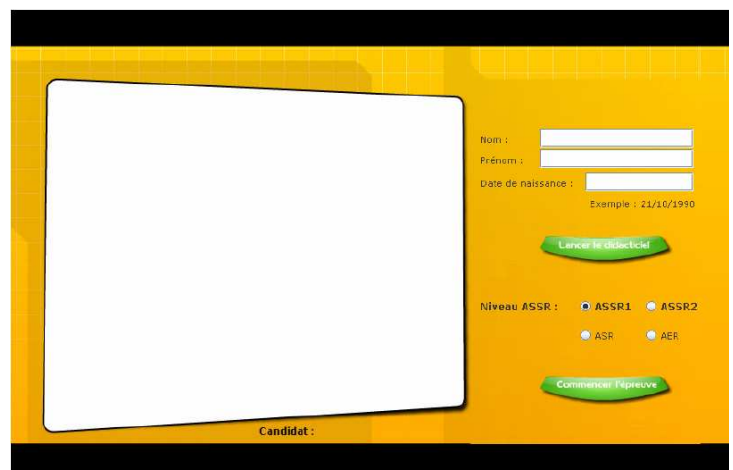 Nom :
Prénom :
Date de naissance :
Exemple : 21/10/1990
Lancer le didacticiel
Niveau ASSR : ASSR1 ASSR2
ASR AER
Commencer l'épreuve
Candidat :